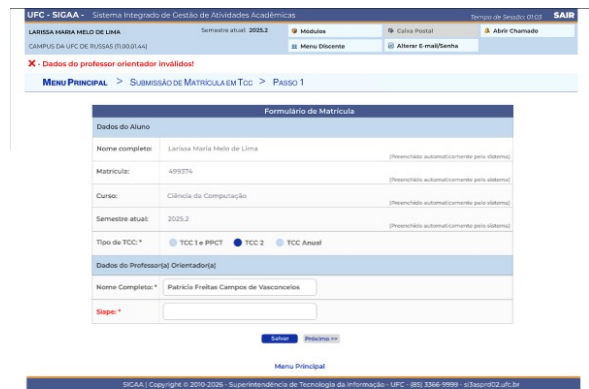 UFC - SIGAA - Sistema Integrado de Gestão de Atividades Acadêmicas Tempo de Sessão: 01:03 SAIR
LARISSA MARIA MELO DE LIMA Semestre atual: 2025.2 Módulos Caixa Postal Abrir Chamado
CAMPUS DA UFC DE RUSSAS (11.00.01.44) Menu Discente Alterar E-mail/Senha
X - Dados do professor orientador inválidos!
MENU PRINCIPAL > SUBMISSÃO DE MATRÍCULA EM TCC > PASSO 1
Formulário de Matrícula
Dados do Aluno
Nome completo: Larissa Maria Melo de Lima
[Preenchido automaticamente pelo sistema]
Matrícula: 499374
[Preenchido automaticamente pelo sistema]
Curso: Ciência da Computação
[Preenchido automaticamente pelo sistema]
Semestre atual: 2025.2
[Preenchido automaticamente pelo sistema]
Tipo de TCC: * TCC 1 e PPCT TCC 2 TCC Anual
Dados do Professor(a) Orientador(a)
Nome Completo: * Patrícia Freitas Campos de Vasconcelos
Siape: *
Salvar Próximo >>
Menu Principal
SIGAA | Copyright © 2010-2026 - Superintendência de Tecnologia da Informação - UFC - (85) 3366-9999 - si3asprd02.ufc.br